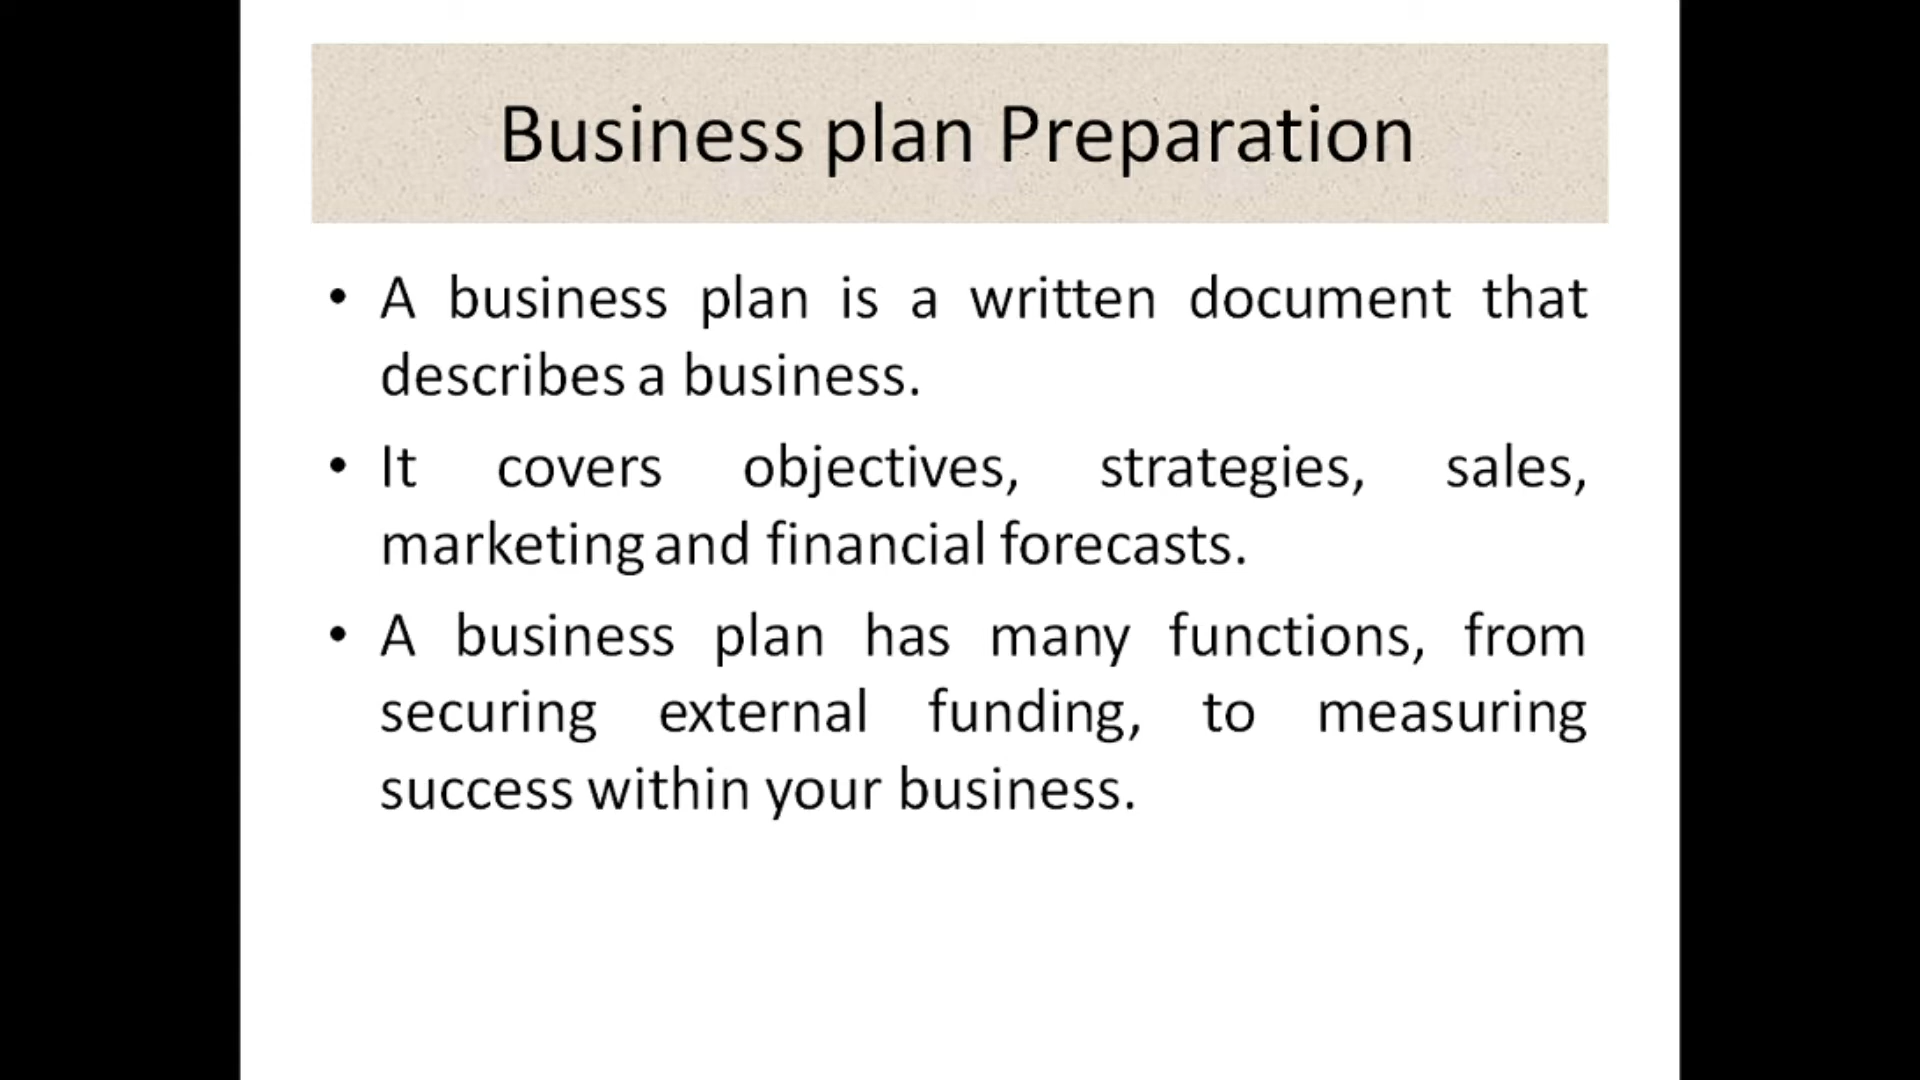 Business plan Preparation
• A business plan is a written document that
describes a business.
• It covers objectives, strategies, sales,
marketing and financial forecasts.
• A business plan has many functions, from
securing external funding, to measuring
success within your business.